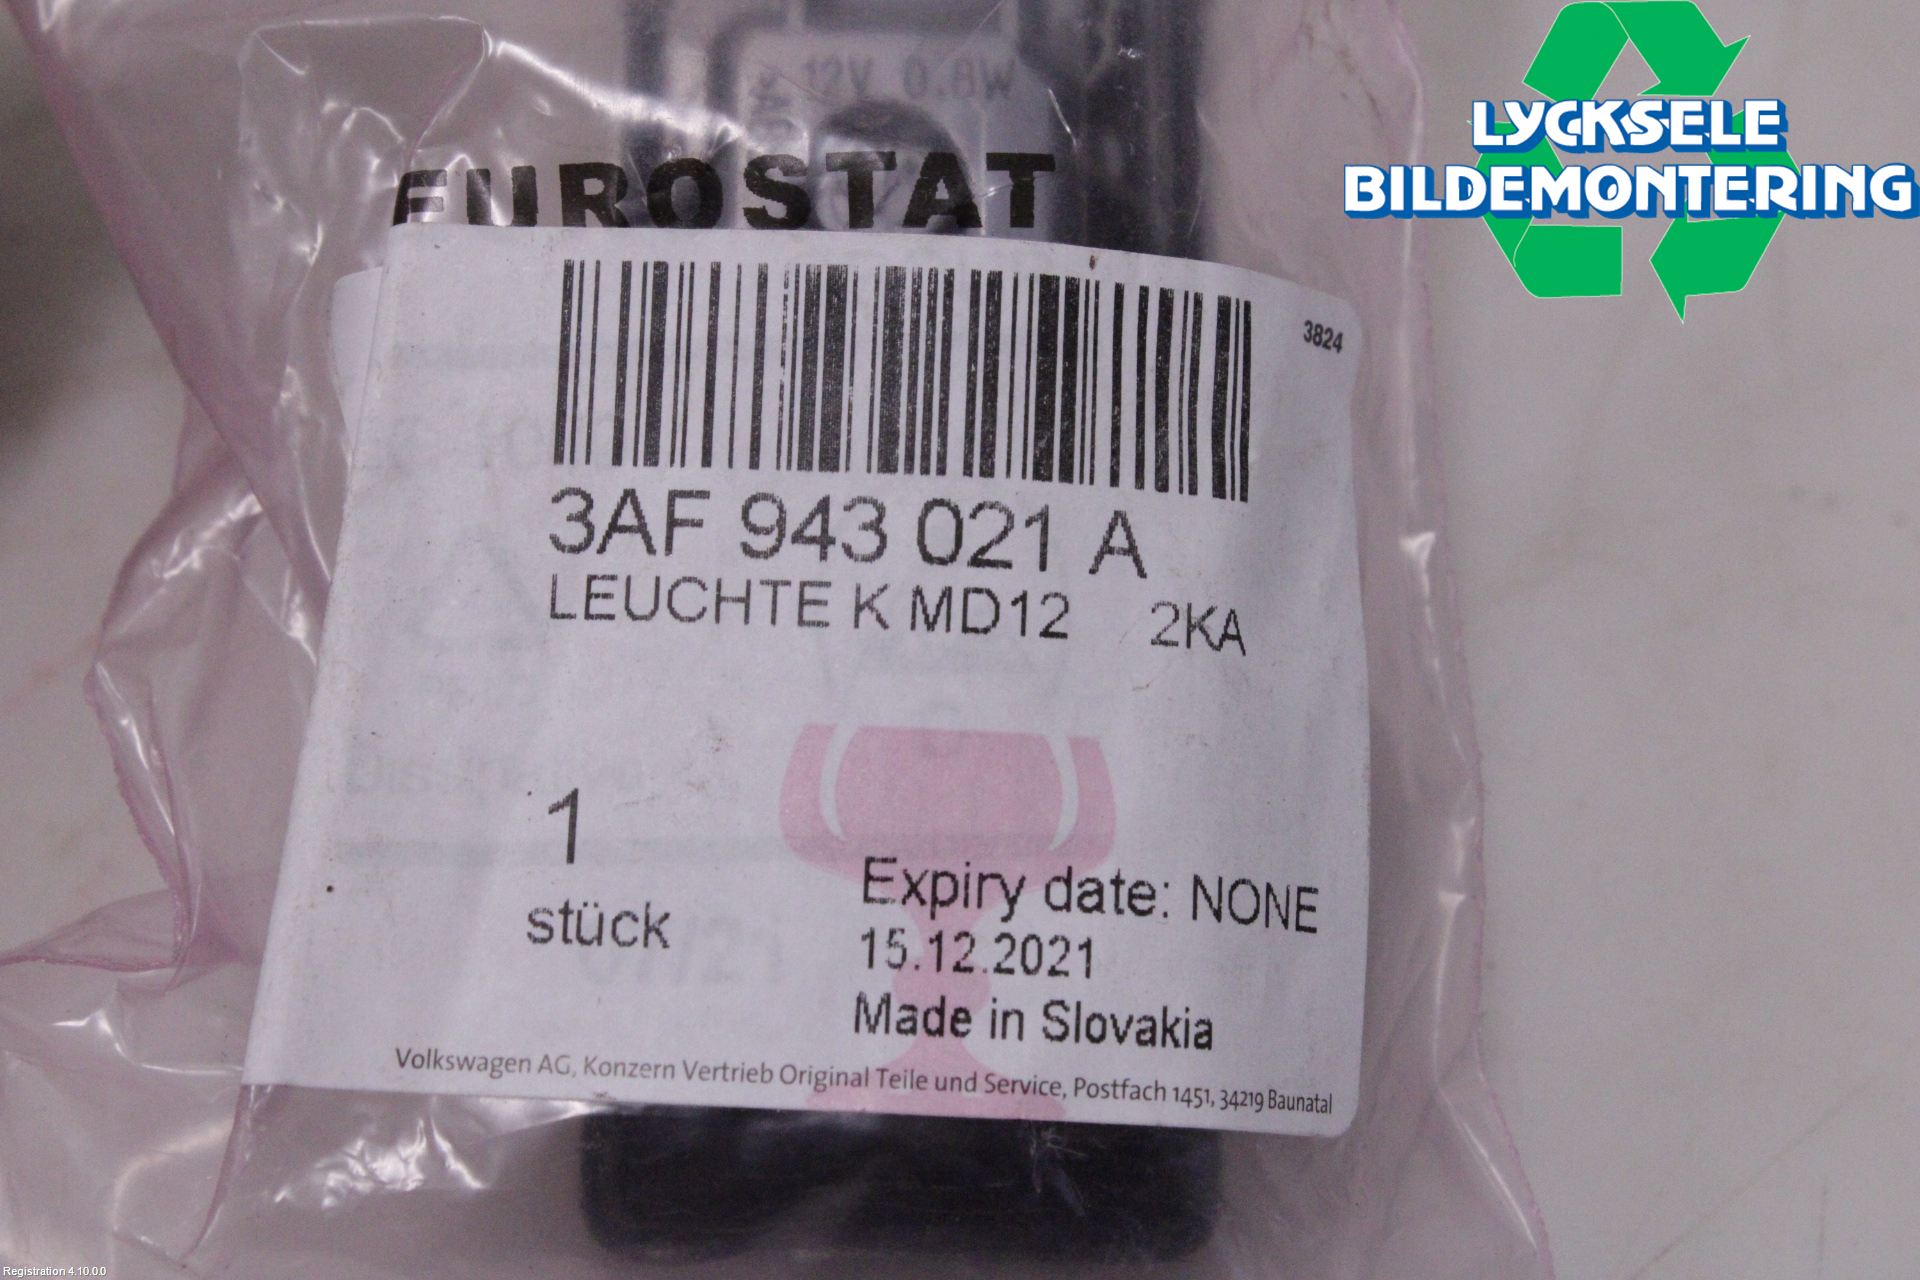 LYCKSELE
BILDEMONTERING
12V 0.8W
EUROSTAT
3824
3AF 943 021 A
LEUCHTE K MD12 2KA
1
stück
Expiry date: NONE
15.12.2021
Made in Slovakia
Volkswagen AG, Konzern Vertrieb Original Teile und Service, Postfach 1451, 34219 Baunatal
Registration 4.10.0.0